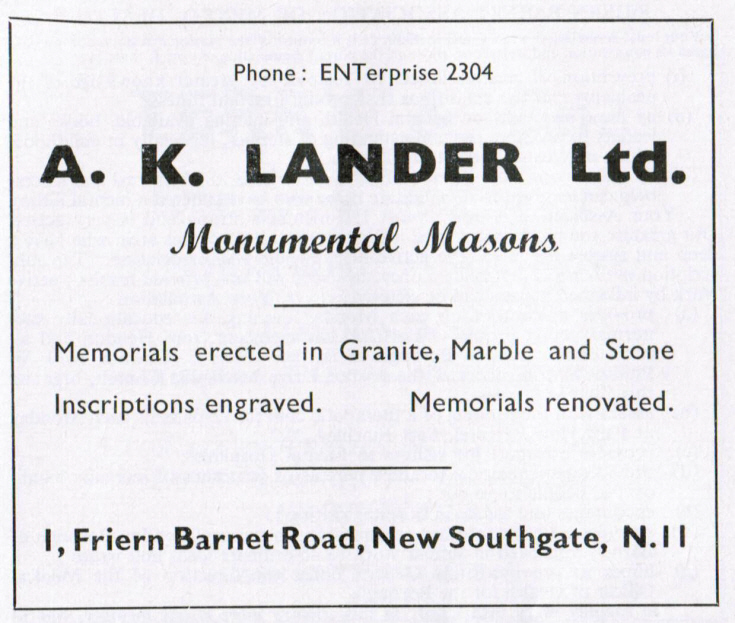 Phone: ENTerprise 2304
A. K. LANDER Ltd.
Monumental Masons
Memorials erected in Granite, Marble and Stone
Inscriptions engraved. Memorials renovated.
1, Friern Barnet Road, New Southgate, N.11